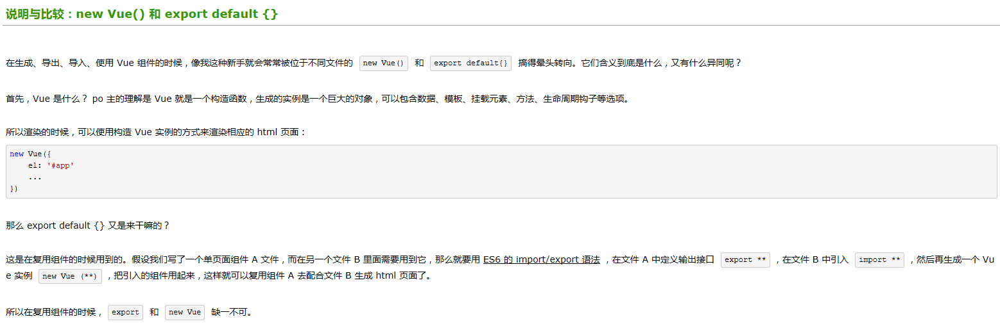 说明与比较：new Vue() 和 export default {}
在生成、导出、导入、使用 Vue 组件的时候，像我这种新手就会常常被位于不同文件的 new Vue() 和 export default{} 搞得晕头转向。它们含义到底是什么，又有什么异同呢？
首先，Vue 是什么？ po 主的理解是 Vue 就是一个构造函数，生成的实例是一个巨大的对象，可以包含数据、模板、挂载元素、方法、生命周期钩子等选项。
所以渲染的时候，可以使用构造 Vue 实例的方式来渲染相应的 html 页面：
new Vue({
    el: '#app'
    ...
})
那么 export default {} 又是来干嘛的？
这是在复用组件的时候用到的。假设我们写了一个单页面组件 A 文件，而在另一个文件 B 里面需要用到它，那么就要用 ES6 的 import/export 语法 ，在文件 A 中定义输出接口 export ** ，在文件 B 中引入 import ** ，然后再生成一个 Vu
e 实例 new Vue (**) ，把引入的组件用起来，这样就可以复用组件 A 去配合文件 B 生成 html 页面了。
所以在复用组件的时候， export 和 new Vue 缺一不可。